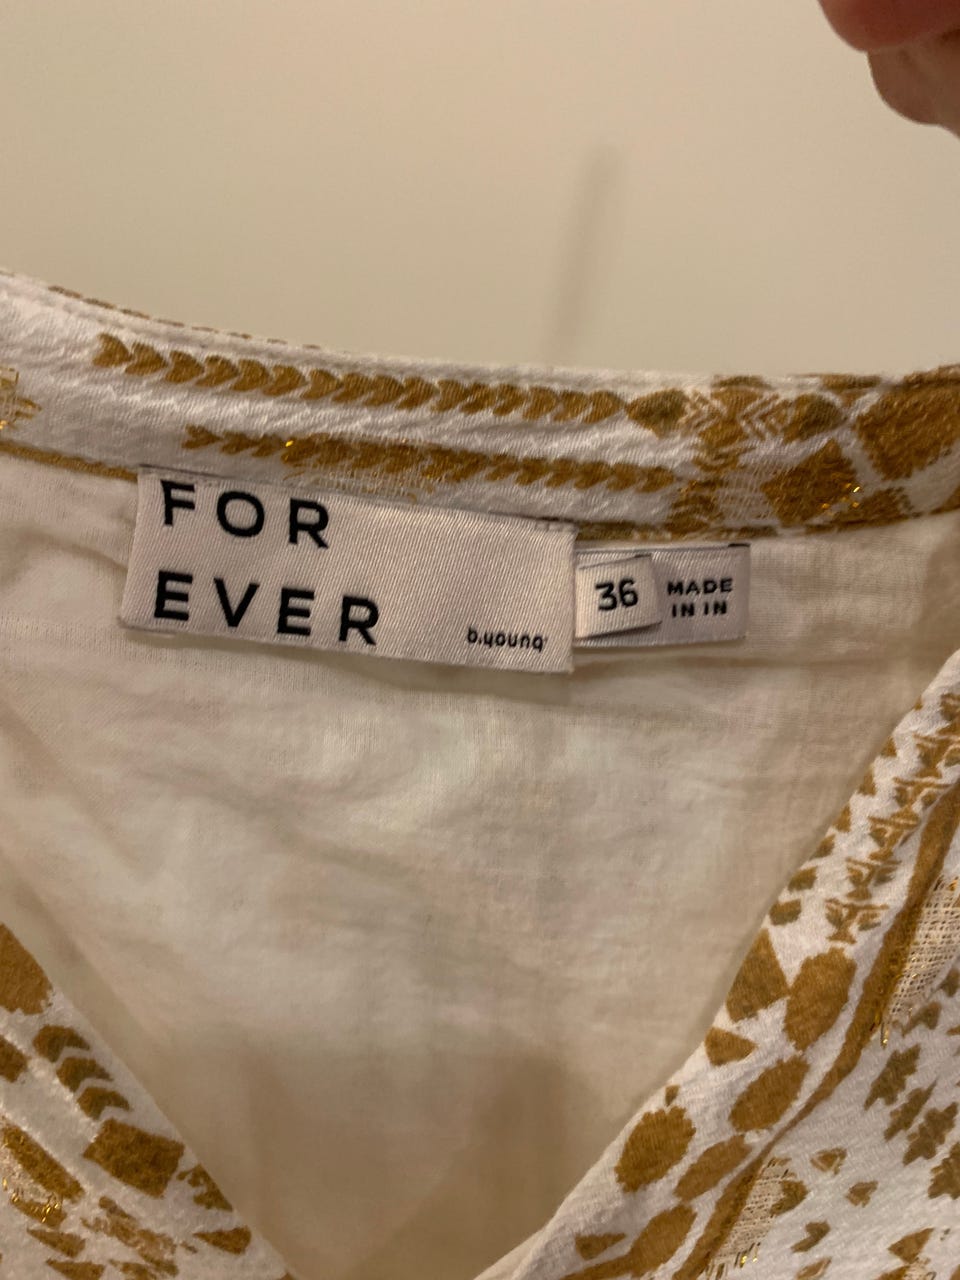 FOR
EVER
b.young
36
MADE
IN IN